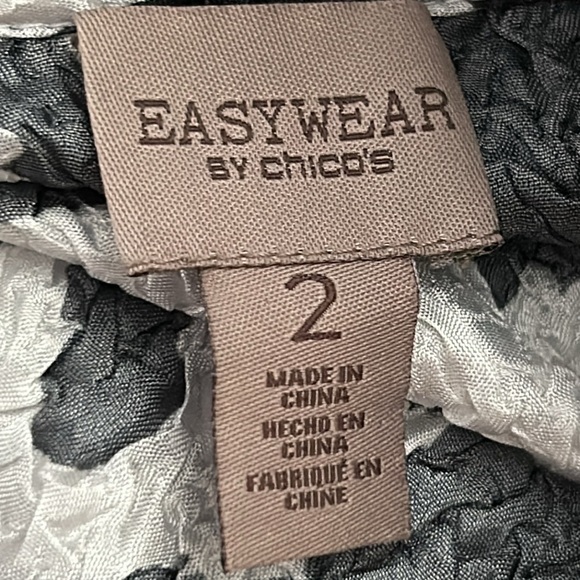 EASYWEAR
BY chico's
2
MADE IN
CHINA
HECHO EN
CHINA
FABRIQUÉ EN
CHINE